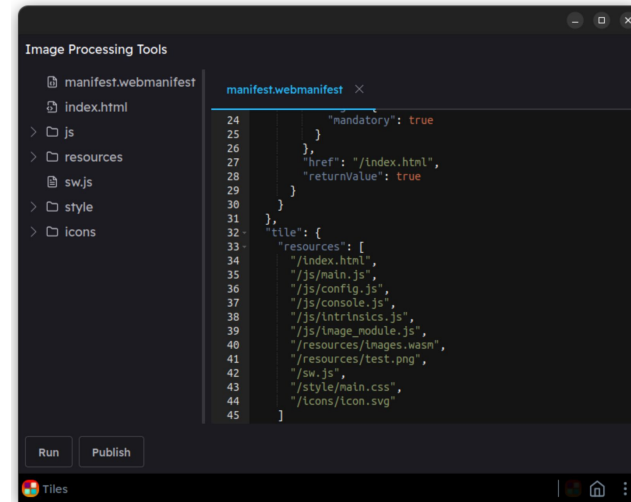 Image Processing Tools
manifest.webmanifest
index.html
js
resources
sw.js
style
icons
manifest.webmanifest
24 "mandatory": true
25 }
26 },
27 "href": "/index.html",
28 "returnValue": true
29 }
30 }
31 },
32 "tile": {
33 "resources": [
34 "/index.html",
35 "/js/main.js",
36 "/js/config.js",
37 "/js/console.js",
38 "/js/intrinsics.js",
39 "/js/image_module.js",
40 "/resources/images.wasm",
41 "/resources/test.png",
42 "/sw.js",
43 "/style/main.css",
44 "/icons/icon.svg"
45 ]
Run
Publish
Tiles